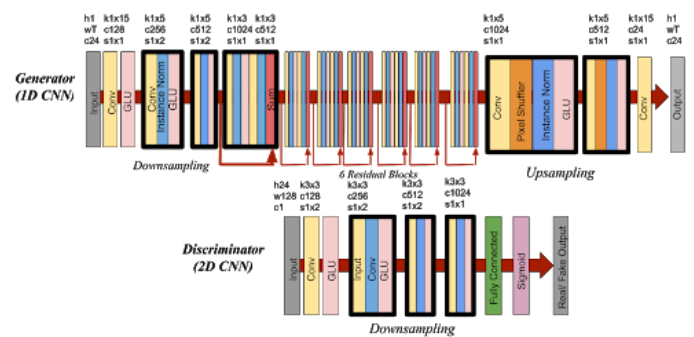 h1
wT
c24
k1x15
c128
s1x1
k1x5
c256
s1x2
k1x5
c512
s1x2
k1x3
c1024
s1x1
k1x3
c512
s1x1
k1x5
c1024
s1x1
k1x5
c512
s1x1
k1x15
c24
s1x1
h1
wT
c24
Generator
(1D CNN)
Input
Conv
GLU
Conv
Instance Norm
GLU
Sum
Conv
Pixel Shuffler
Instance Norm
GLU
Conv
Output
Downsampling
6 Residual Blocks
Upsampling
h24
w128
c1
k3x3
c128
s1x2
k3x3
c256
s1x2
k3x3
c512
s1x2
k3x3
c1024
s1x1
Discriminator
(2D CNN)
Input
Conv
GLU
Input
Conv
GLU
Fully Connected
Sigmoid
Real/ Fake Output
Downsampling